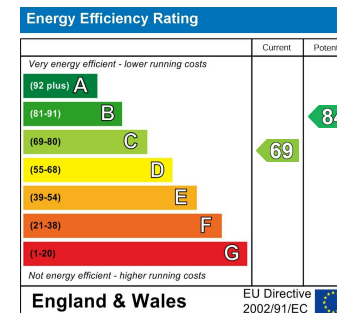 Energy Efficiency Rating
Current
Very energy efficient - lower running costs
(92 plus) A
(81-91) B
84
(69-80) C
69
(55-68) D
(39-54) E
(21-38) F
(1-20) G
Not energy efficient - higher running costs
England & Wales
EU Directive
2002/91/EC